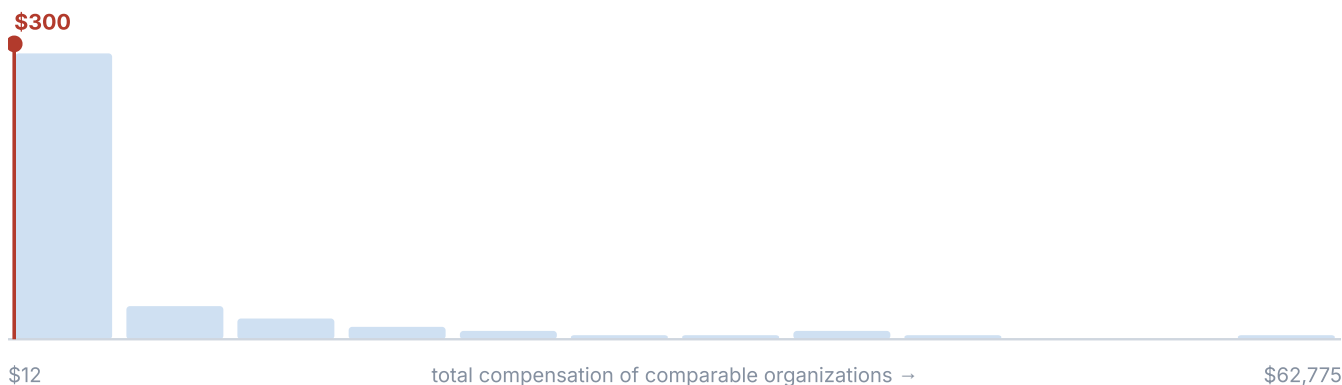 $300
$12
total compensation of comparable organizations →
$62,775